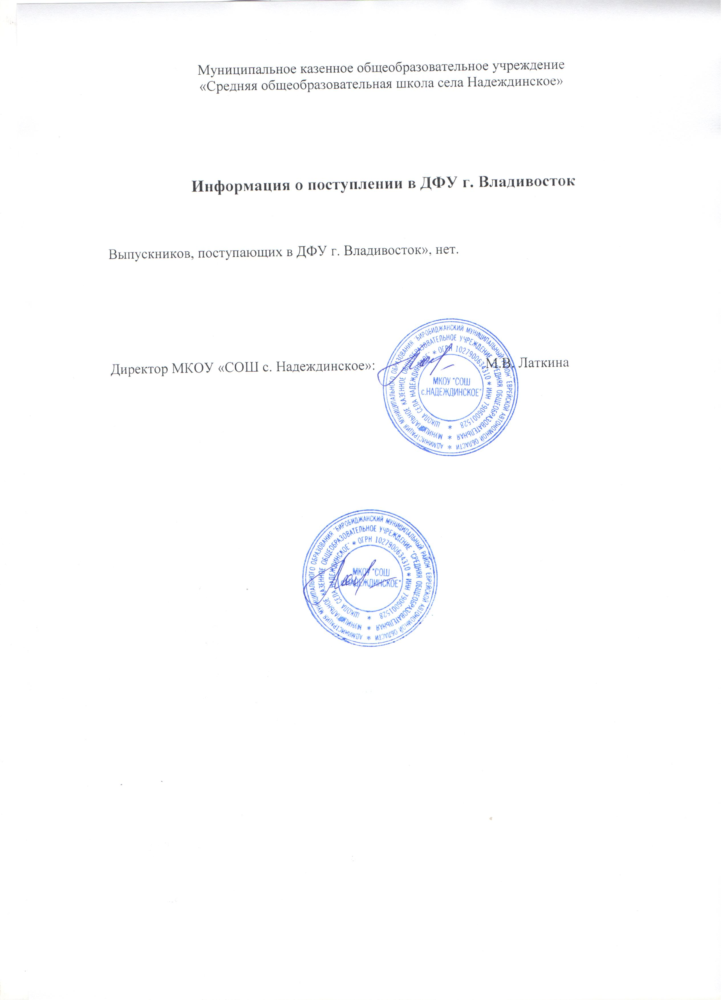 Муниципальное казенное общеобразовательное учреждение
«Средняя общеобразовательная школа села Надеждинское»
Информация о поступлении в ДФУ г. Владивосток
Выпускников, поступающих в ДФУ г. Владивосток», нет.
Директор МКОУ «СОШ с. Надеждинское»: М.В. Латкина
АДМИНИСТРАЦИЯ МУНИЦИПАЛЬНОГО ОБРАЗОВАНИЯ "БИРОБИДЖАНСКИЙ МУНИЦИПАЛЬНЫЙ РАЙОН" ЕВРЕЙСКОЙ АВТОНОМНОЙ ОБЛАСТИ *
МУНИЦИПАЛЬНОЕ КАЗЕННОЕ ОБЩЕОБРАЗОВАТЕЛЬНОЕ УЧРЕЖДЕНИЕ "СРЕДНЯЯ ОБЩЕОБРАЗОВАТЕЛЬНАЯ *
ШКОЛА СЕЛА НАДЕЖДИНСКОЕ" * ОГРН 1027900634310 * ИНН 7906001528 *
МКОУ "СОШ
с.НАДЕЖДИНСКОЕ"
АДМИНИСТРАЦИЯ МУНИЦИПАЛЬНОГО ОБРАЗОВАНИЯ "БИРОБИДЖАНСКИЙ МУНИЦИПАЛЬНЫЙ РАЙОН" ЕВРЕЙСКОЙ АВТОНОМНОЙ ОБЛАСТИ *
МУНИЦИПАЛЬНОЕ КАЗЕННОЕ ОБЩЕОБРАЗОВАТЕЛЬНОЕ УЧРЕЖДЕНИЕ "СРЕДНЯЯ ОБЩЕОБРАЗОВАТЕЛЬНАЯ *
ШКОЛА СЕЛА НАДЕЖДИНСКОЕ" * ОГРН 1027900634310 * ИНН 7906001528 *
МКОУ "СОШ
с.НАДЕЖДИНСКОЕ"